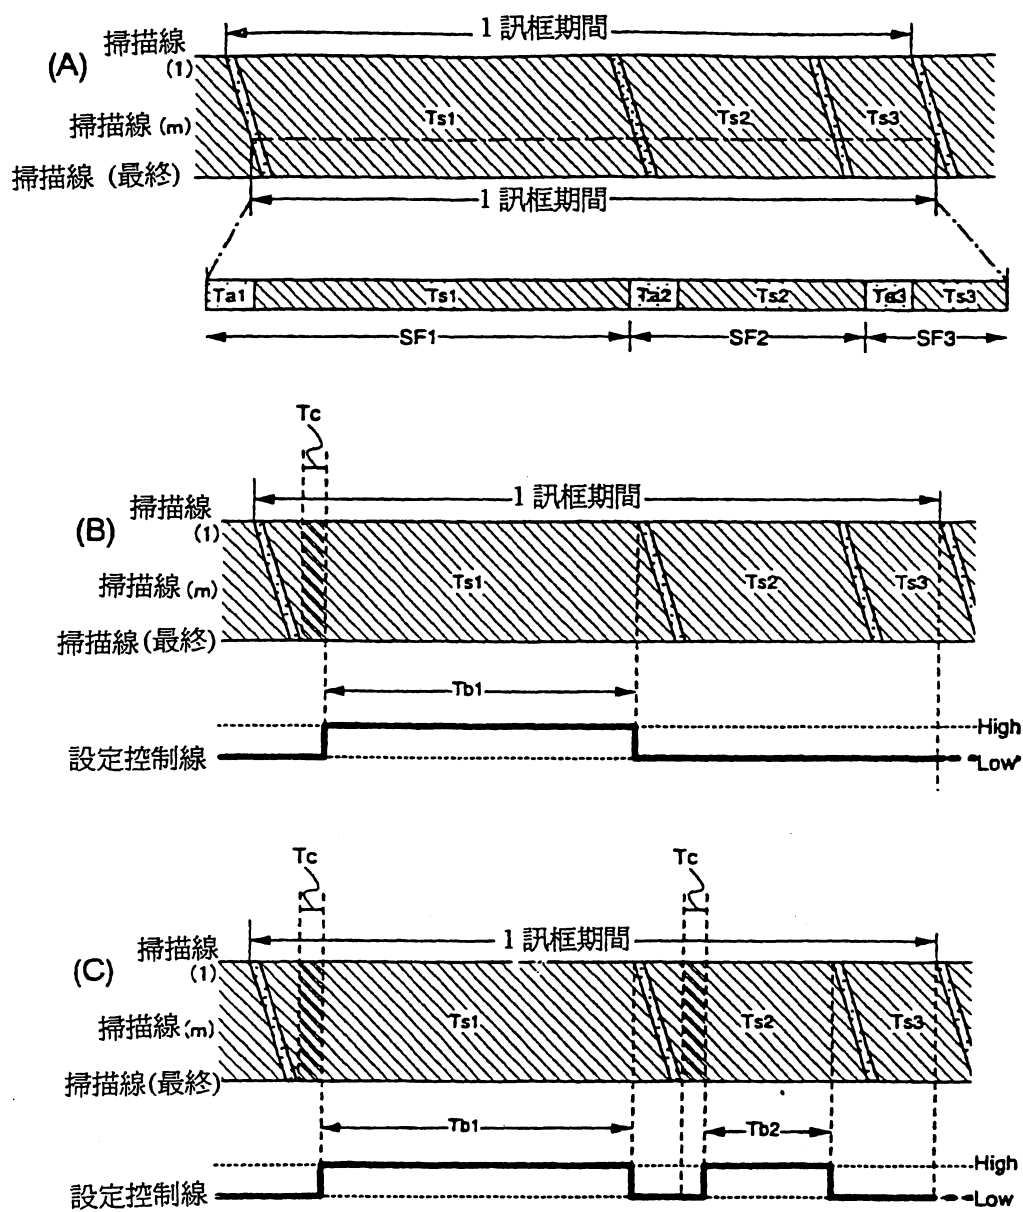 1 訊框期間
掃描線
(1)
(A)
Ts1
Ts2
Ts3
掃描線 (m)
掃描線 (最終)
1 訊框期間
Ta1
Ts1
Ta2
Ts2
Ta3
Ts3
SF1
SF2
SF3
Tc
1 訊框期間
掃描線
(1)
(B)
Ts1
Ts2
Ts3
掃描線 (m)
掃描線 (最終)
Tb1
High
設定控制線
Low
Tc
Tc
1 訊框期間
掃描線
(1)
(C)
Ts1
Ts2
Ts3
掃描線 (m)
掃描線 (最終)
Tb1
Tb2
High
設定控制線
Low